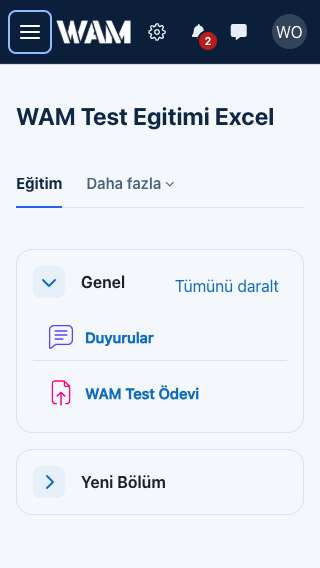 WAM
2
WO
WAM Test Egitimi Excel
Eğitim
Daha fazla
Genel
Tümünü daralt
Duyurular
WAM Test Ödevi
Yeni Bölüm